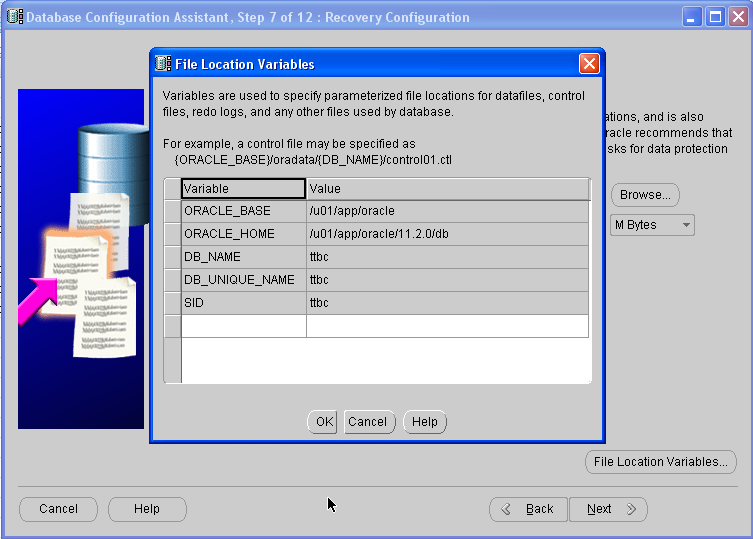 Database Configuration Assistant, Step 7 of 12 : Recovery Configuration
File Location Variables
Variables are used to specify parameterized file locations for datafiles, control
files, redo logs, and any other files used by database.
For example, a control file may be specified as
{ORACLE_BASE}/oradata/{DB_NAME}/control01.ctl
Variable Value
ORACLE_BASE /u01/app/oracle
ORACLE_HOME /u01/app/oracle/11.2.0/db
DB_NAME ttbc
DB_UNIQUE_NAME ttbc
SID ttbc
OK Cancel Help
ations, and is also
racle recommends that
sks for data protection
Browse...
M Bytes
File Location Variables...
Cancel Help Back Next